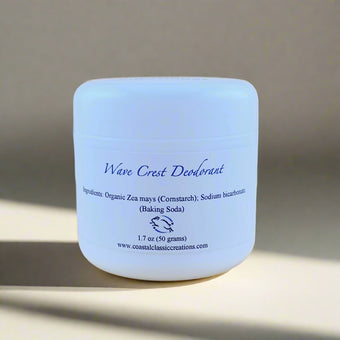 Wave Crest Deodorant
Ingredients: Organic Zea mays (Cornstarch); Sodium bicarbonate
(Baking Soda)
1.7 oz (50 grams)
www.coastalclassiccreations.com